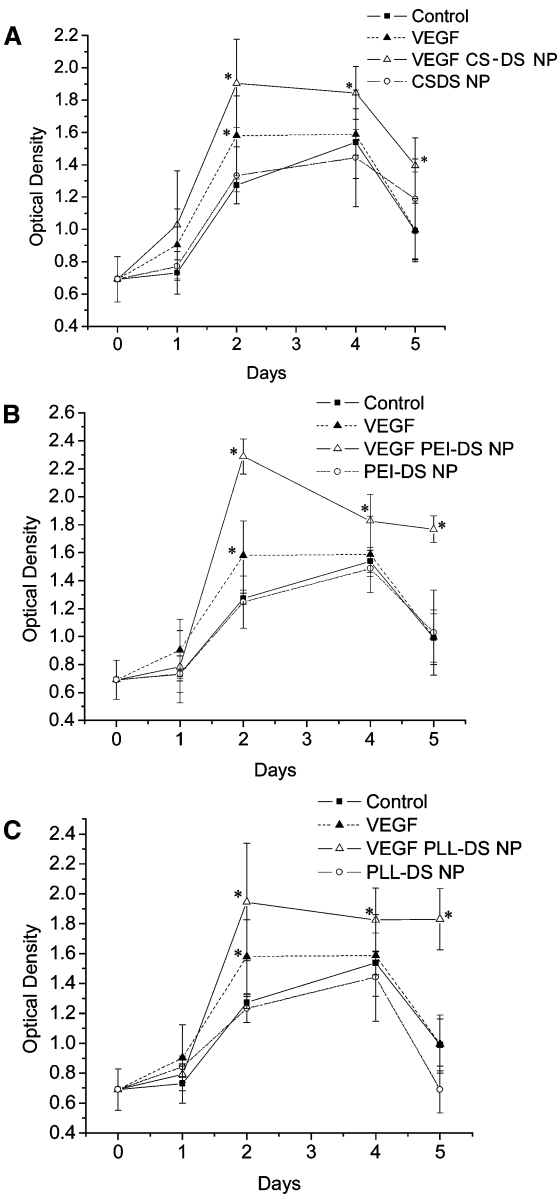 A
Control
VEGF
VEGF CS-DS NP
CSDS NP
2.2
2.0
1.8
1.6
1.4
1.2
1.0
0.8
0.6
0.4
Optical Density
*
*
*
*
0 1 2 3 4 5
Days
B
Control
VEGF
VEGF PEI-DS NP
PEI-DS NP
2.6
2.4
2.2
2.0
1.8
1.6
1.4
1.2
1.0
0.8
0.6
0.4
Optical Density
*
*
*
*
0 1 2 3 4 5
Days
C
Control
VEGF
VEGF PLL-DS NP
PLL-DS NP
2.4
2.2
2.0
1.8
1.6
1.4
1.2
1.0
0.8
0.6
0.4
Optical Density
*
*
*
*
0 1 2 3 4 5
Days